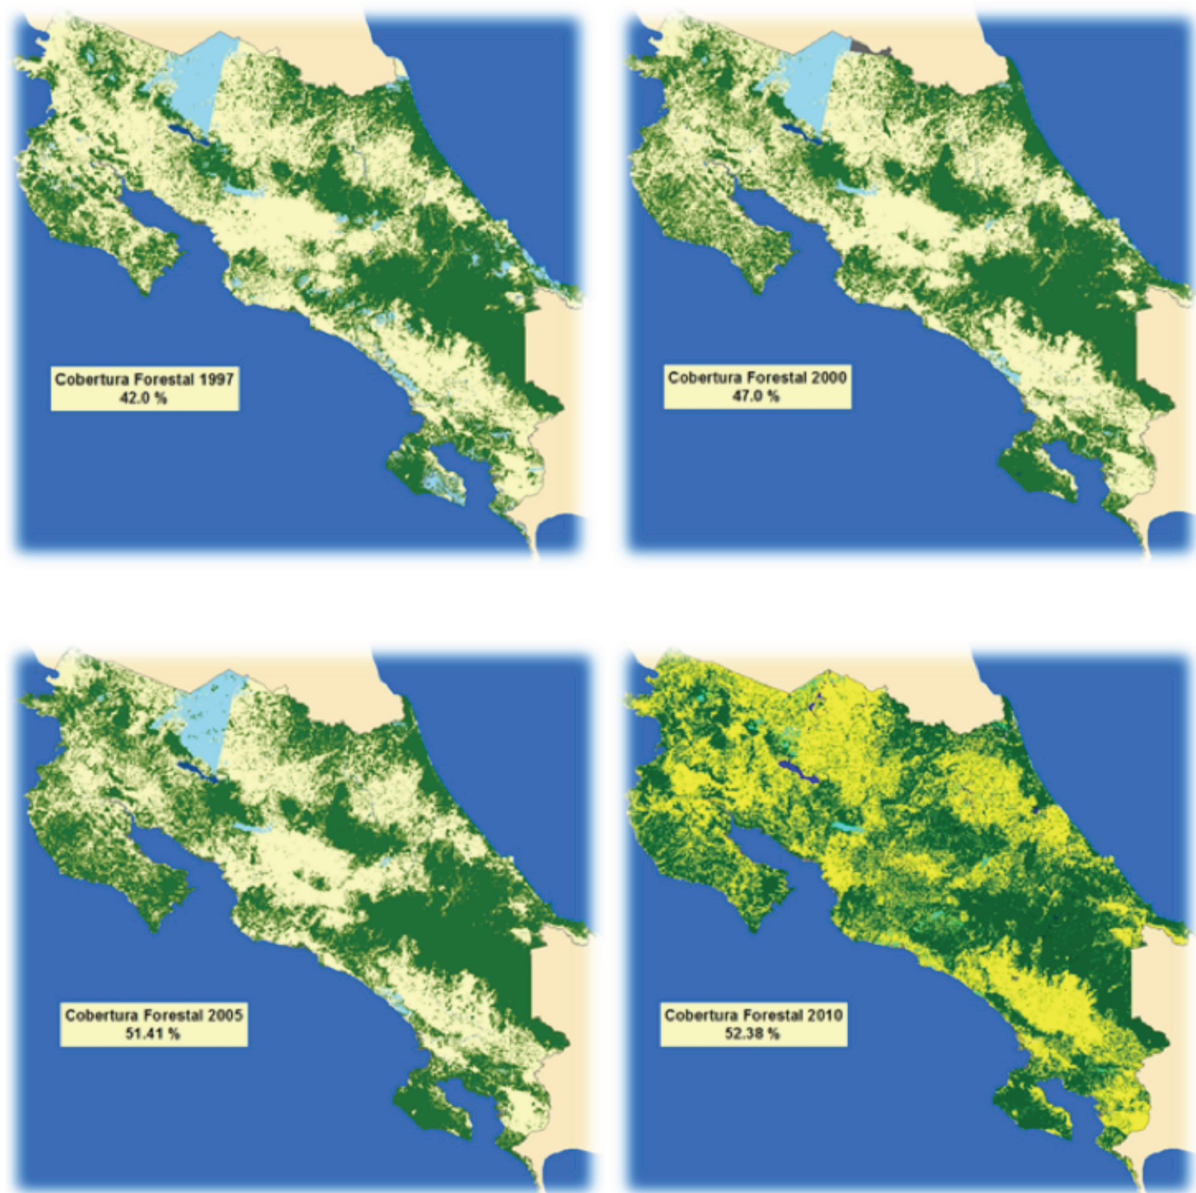 Cobertura Forestal 1997
42.0 %
Cobertura Forestal 2000
47.0 %
Cobertura Forestal 2005
51.41 %
Cobertura Forestal 2010
52.38 %